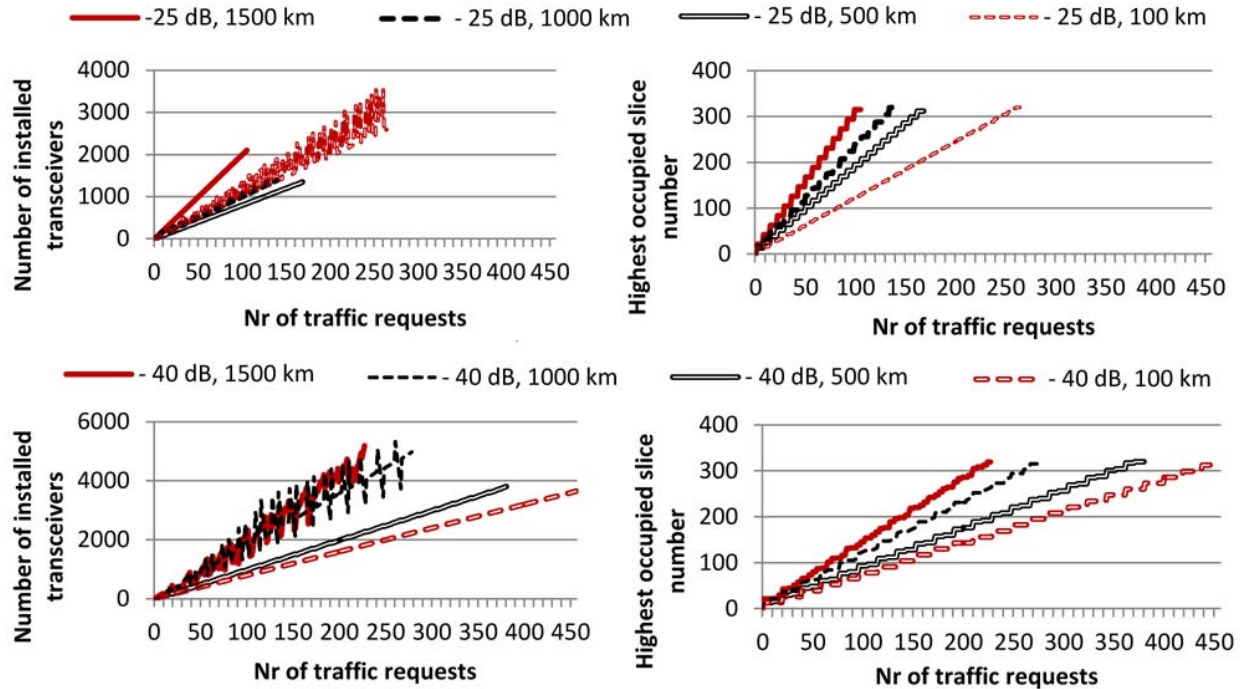 -25 dB, 1500 km
- 25 dB, 1000 km
- 25 dB, 500 km
- 25 dB, 100 km
Number of installed
transceivers
4000
3000
2000
1000
0
0 50 100 150 200 250 300 350 400 450
Nr of traffic requests
Highest occupied slice
number
400
300
200
100
0
0 50 100 150 200 250 300 350 400 450
Nr of traffic requests
- 40 dB, 1500 km
- 40 dB, 1000 km
- 40 dB, 500 km
- 40 dB, 100 km
Number of installed
transceivers
6000
4000
2000
0
0 50 100 150 200 250 300 350 400 450
Nr of traffic requests
Highest occupied slice
number
400
300
200
100
0
0 50 100 150 200 250 300 350 400 450
Nr of traffic requests